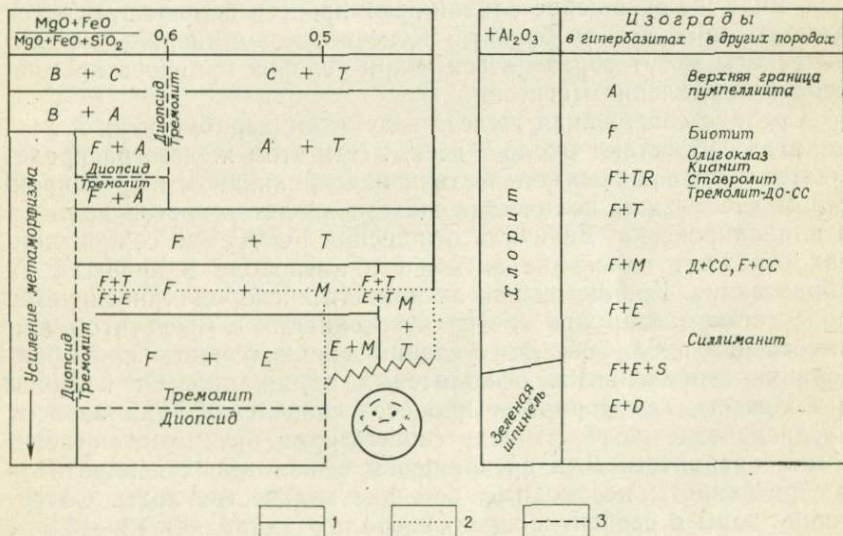 MgO+FeO
MgO+FeO+SiO2
0,6
0,5
+Al2O3
Изограды
в гипербазитах в других породах
B + C
C + T
B + A
A + T
Диопсид
Тремолит
F + A
Диопсид
Тремолит
F + A
F + T
F+T
F+E
F + M
F+T
E+T
M
+
T
F + E
E+M
Тремолит
Диопсид
Диопсид
Тремолит
Усиление метаморфизма
Хлорит
Зеленая
шпинель
A
Верхняя граница
пумпеллиита
F
Биотит
Олигоклаз
Кианит
F+TR
Ставролит
Тремолит-ДО-СС
F+T
F+M
Д+СС, F+СС
F+E
Силлиманит
F+E+S
E+D
1
2
3